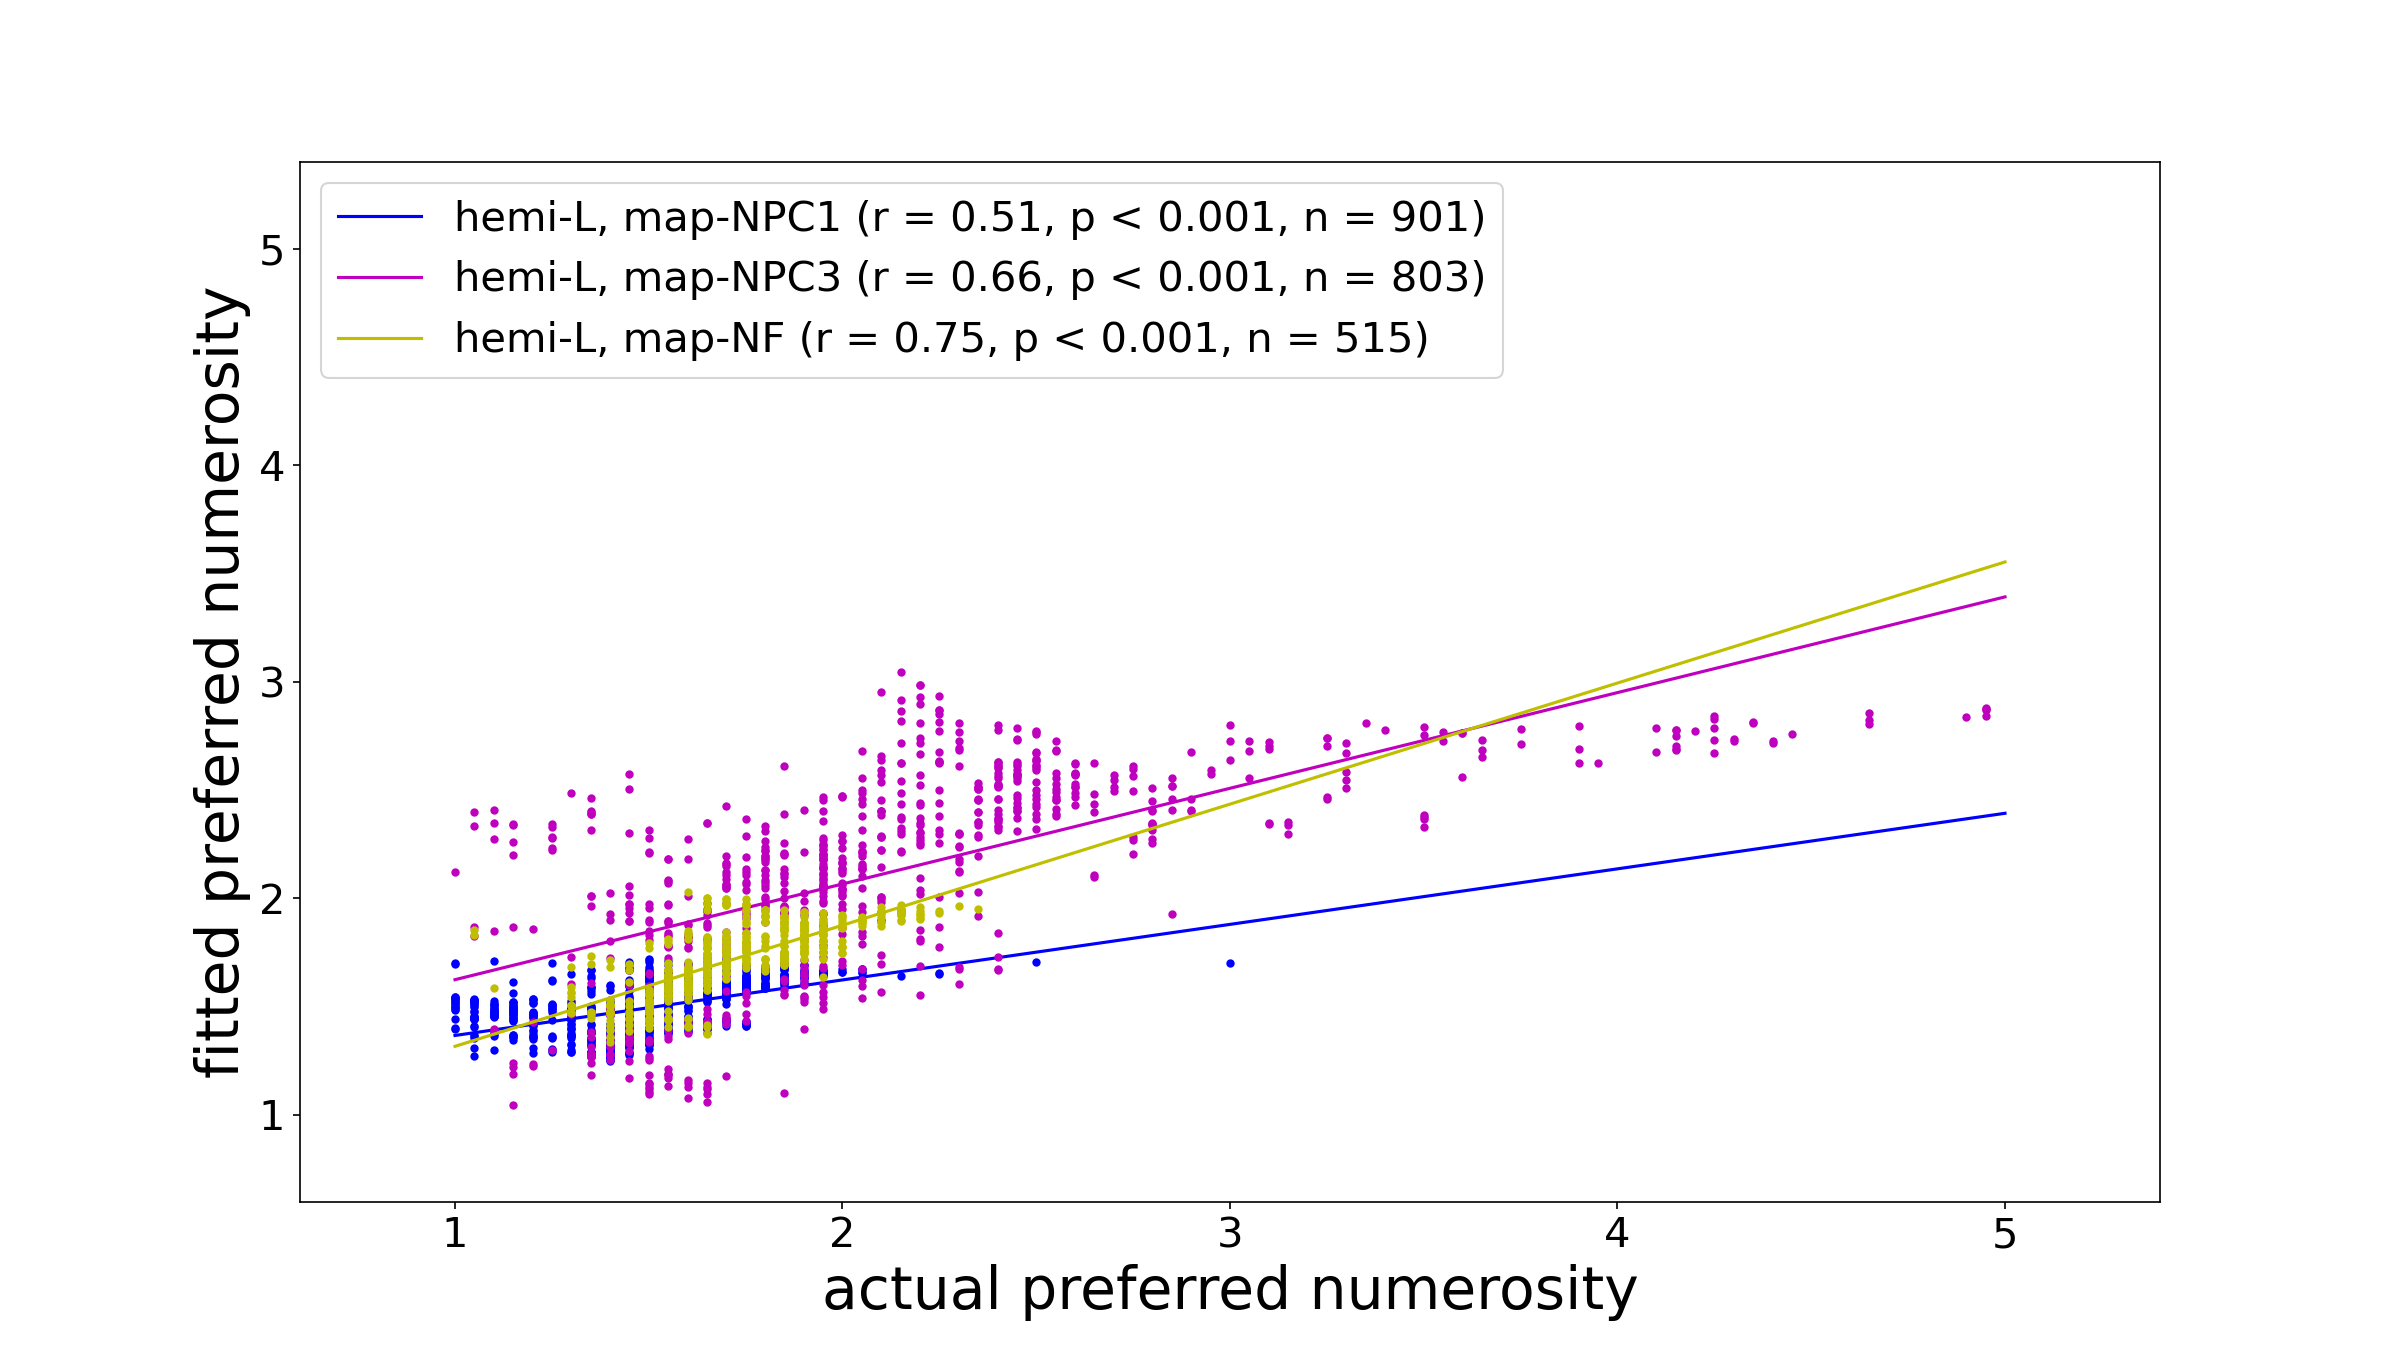 hemi-L, map-NPC1 (r = 0.51, p < 0.001, n = 901)
hemi-L, map-NPC3 (r = 0.66, p < 0.001, n = 803)
hemi-L, map-NF (r = 0.75, p < 0.001, n = 515)
fitted preferred numerosity
5
4
3
2
1
1 2 3 4 5
actual preferred numerosity